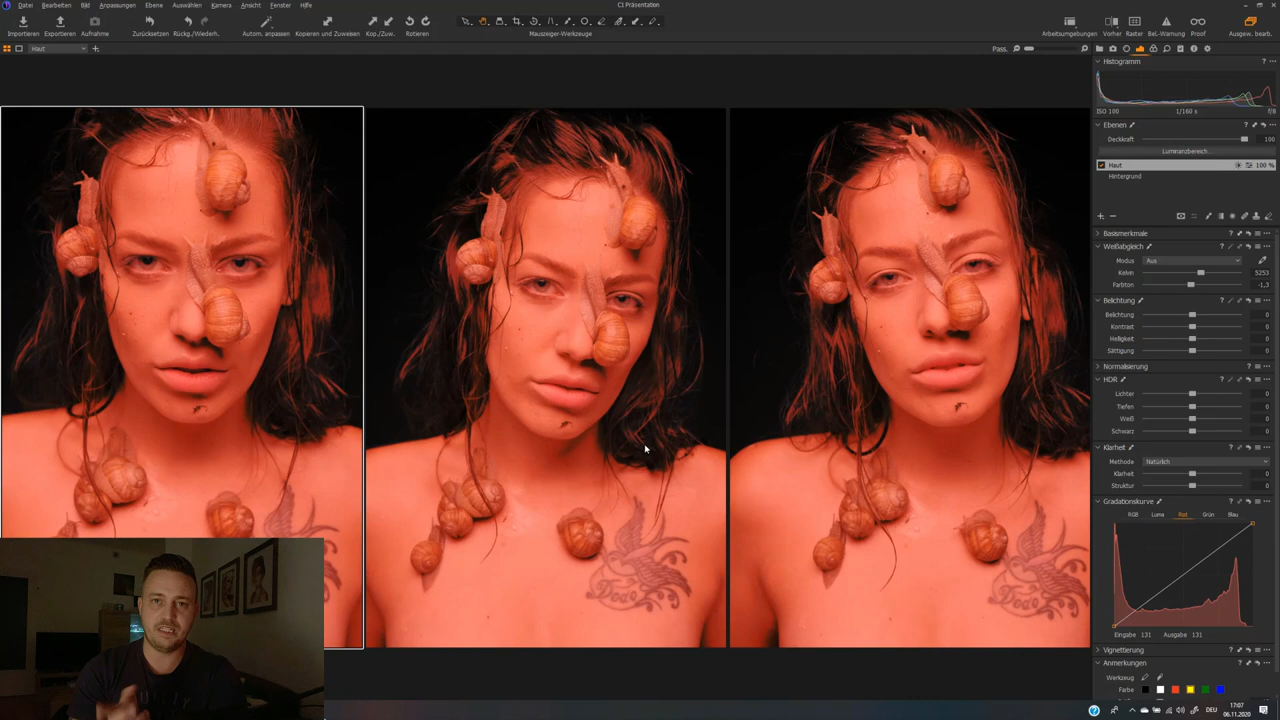 C1 Präsentation
Datei Bearbeiten Bild Anpassungen Ebene Auswählen Kamera Ansicht Fenster Hilfe
Importieren Exportieren Aufnahme Zurücksetzen Rückg./Wiederh. Autom. anpassen Kopieren und Zuweisen Kop./Zuw. Rotieren Mauszeiger-Werkzeuge Arbeitsumgebungen Vorher Raster Bel.-Warnung Proof Ausgew. bearb.
Haut
Pass.
Histogramm
ISO 100 1/160 s f/8
Ebenen
Deckkraft 100
Luminanzbereich...
Haut 100 %
Hintergrund
Basismerkmale
Weißabgleich
Modus Aus
Kelvin 5253
Farbton -1,3
Belichtung
Belichtung 0
Kontrast 0
Helligkeit 0
Sättigung 0
Normalisierung
HDR
Lichter 0
Tiefen 0
Weiß 0
Schwarz 0
Klarheit
Methode Natürlich
Klarheit 0
Struktur 0
Gradationskurve
RGB Luma Rot Grün Blau
Eingabe 131 Ausgabe 131
Vignettierung
Anmerkungen
Werkzeug
Farbe
DEU
17:07
06.11.2020